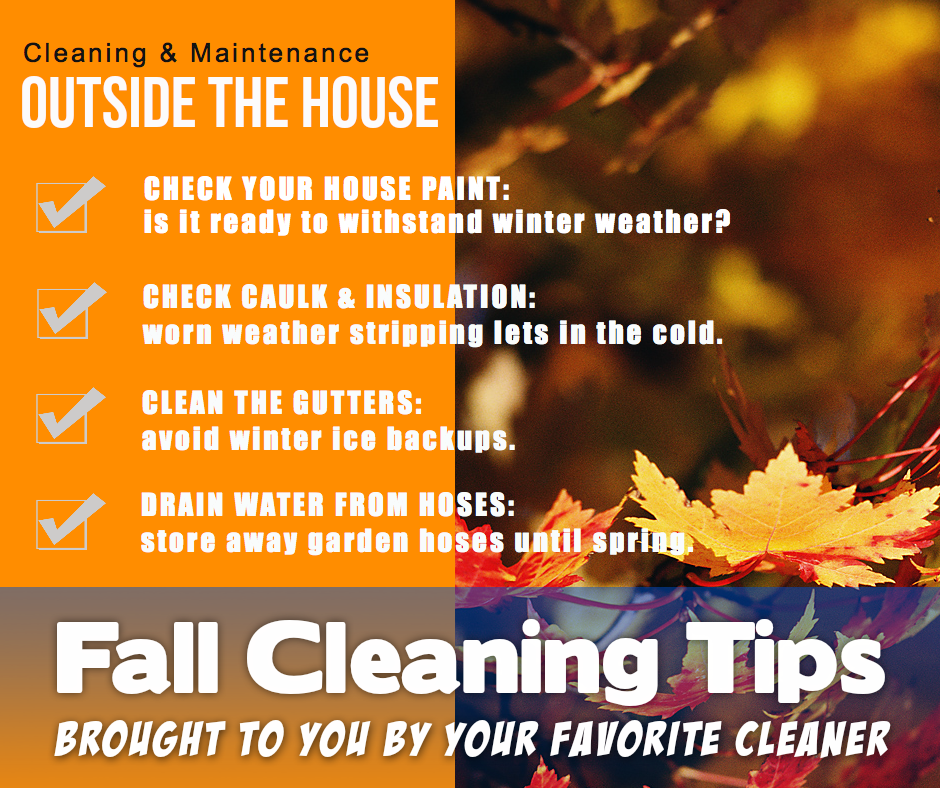 Cleaning & Maintenance
OUTSIDE THE HOUSE
CHECK YOUR HOUSE PAINT:
is it ready to withstand winter weather?
CHECK CAULK & INSULATION:
worn weather stripping lets in the cold.
CLEAN THE GUTTERS:
avoid winter ice backups.
DRAIN WATER FROM HOSES:
store away garden hoses until spring.
Fall Cleaning Tips
BROUGHT TO YOU BY YOUR FAVORITE CLEANER